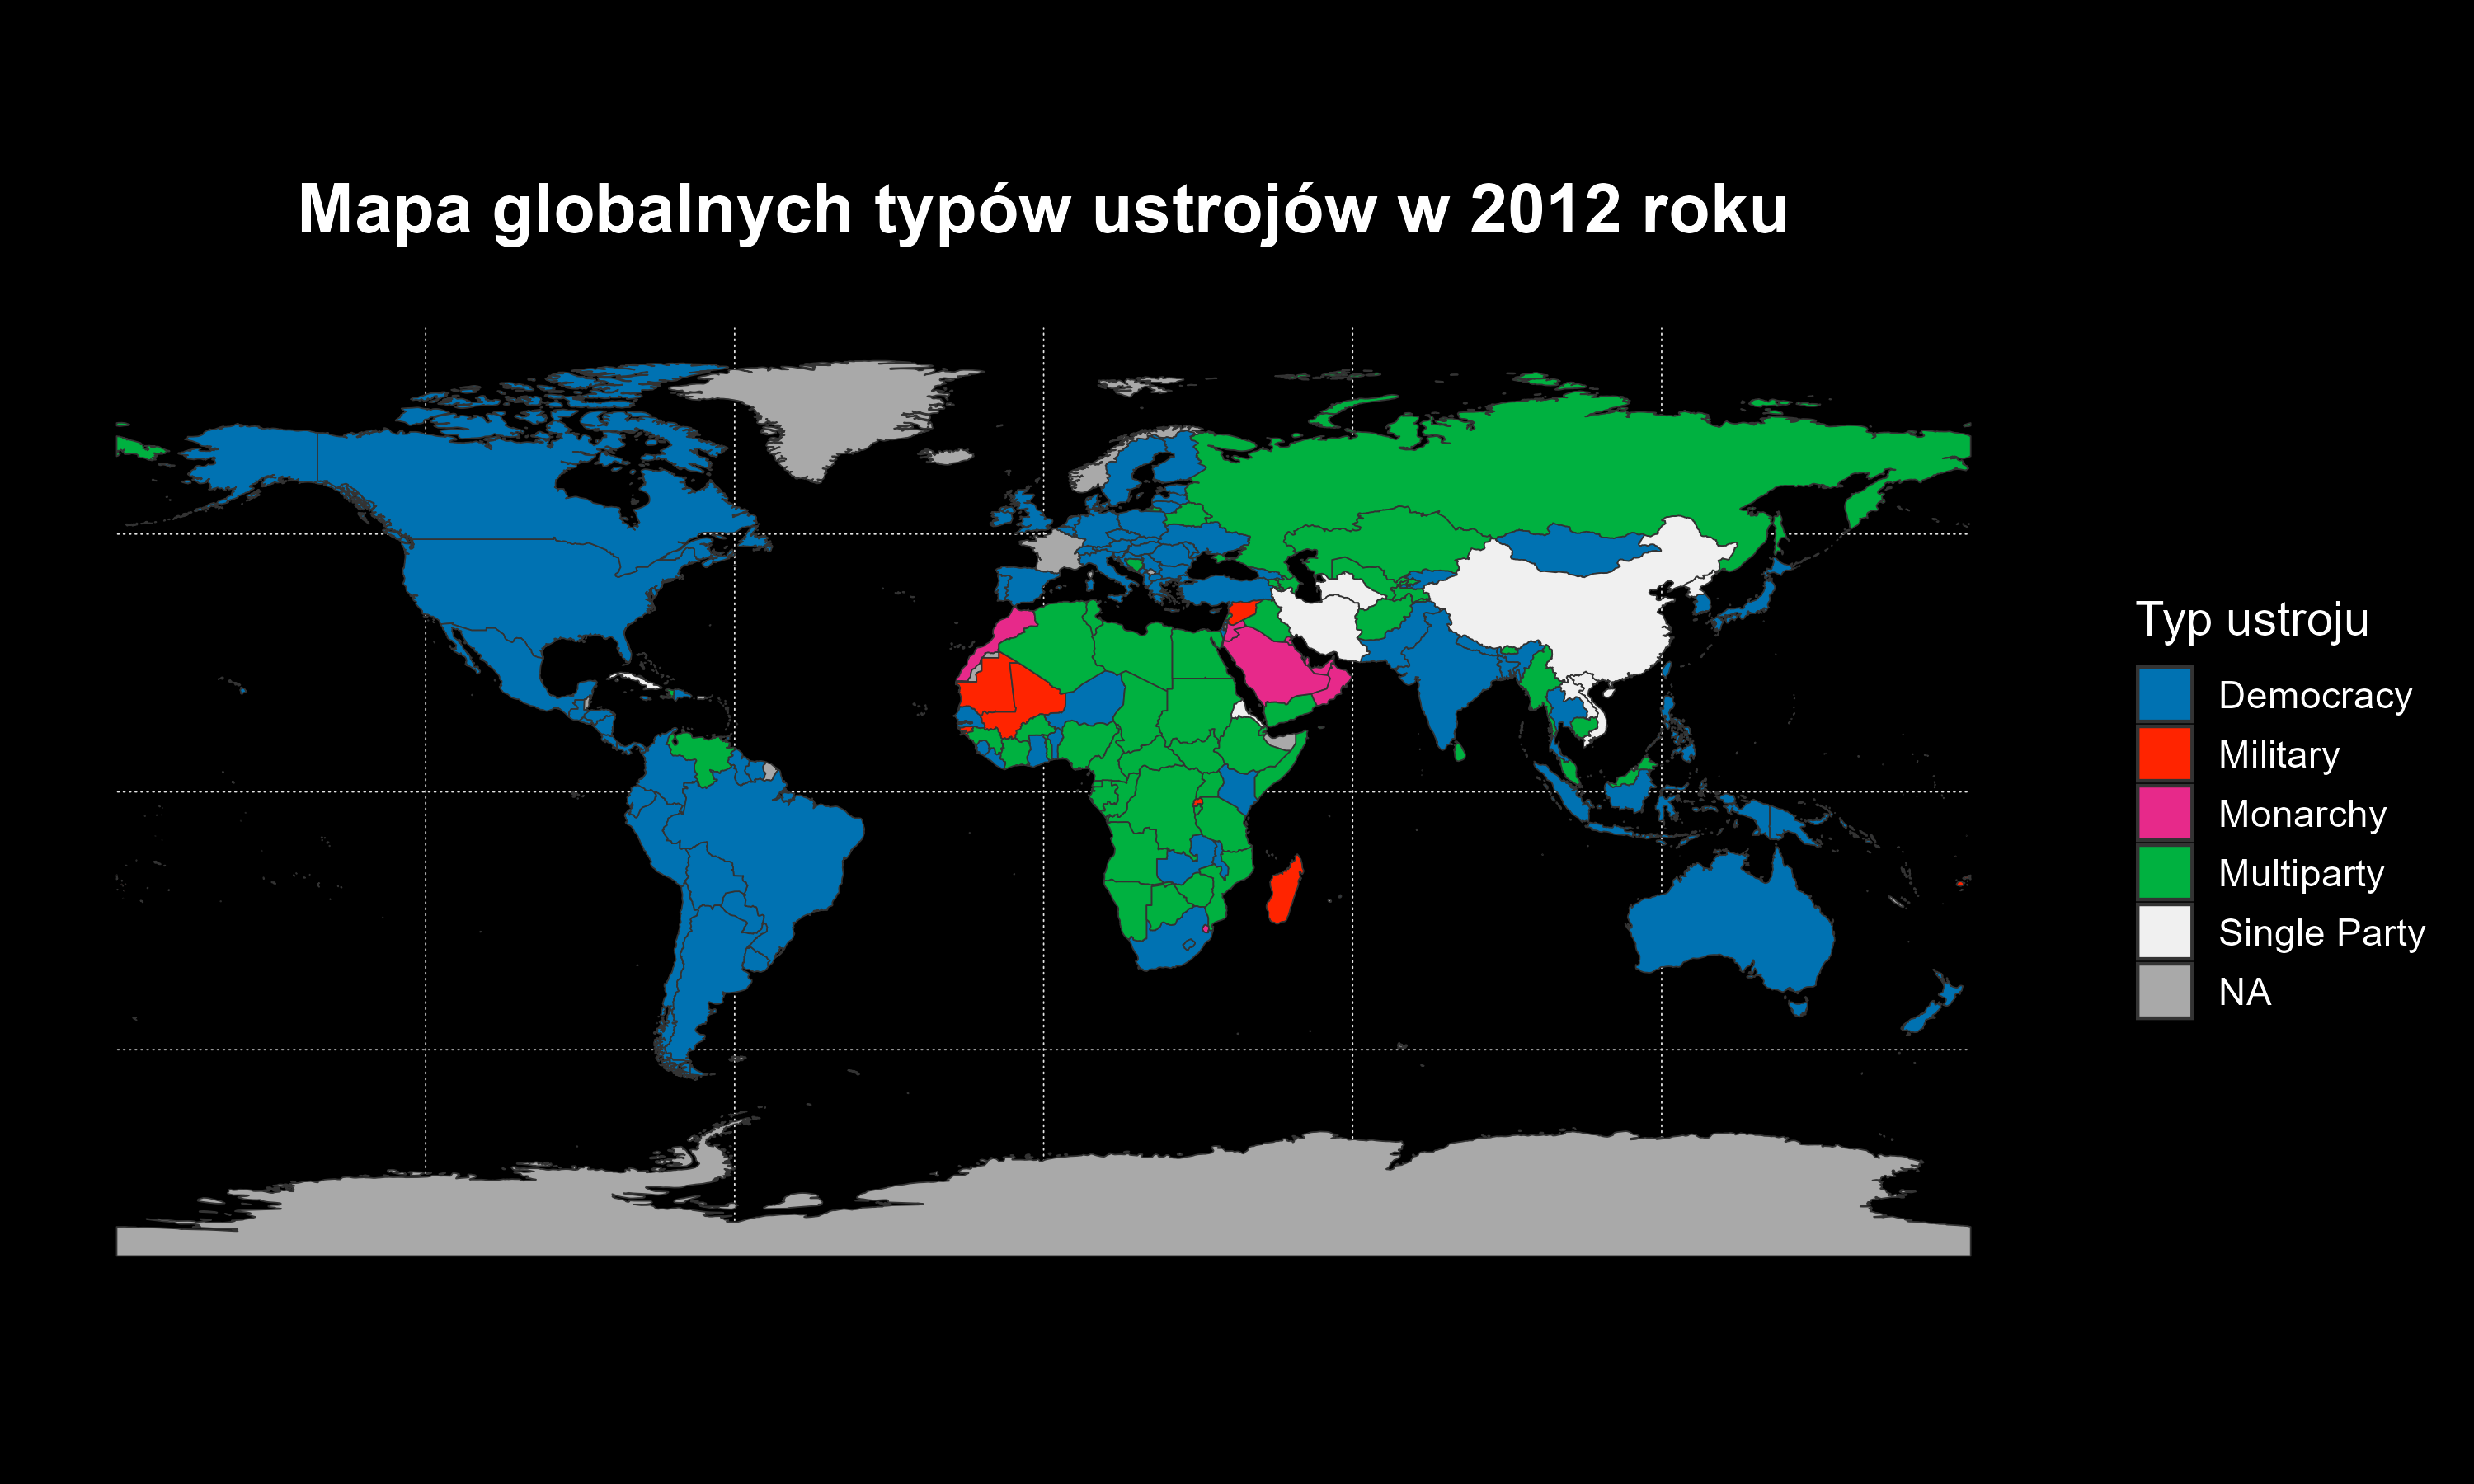 Mapa globalnych typów ustrojów w 2012 roku
Typ ustroju
Democracy
Military
Monarchy
Multiparty
Single Party
NA